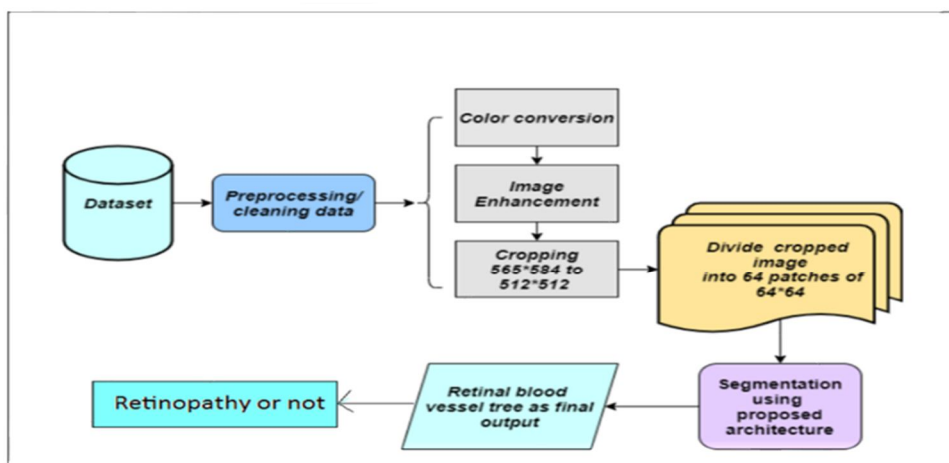 Dataset
Preprocessing/
cleaning data
Color conversion
Image
Enhancement
Cropping
565*584 to
512*512
Divide cropped
image
into 64 patches of
64*64
Segmentation
using
proposed
architecture
Retinal blood
vessel tree as final
output
Retinopathy or not